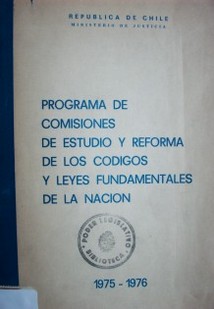 REPUBLICA DE CHILE
MINISTERIO DE JUSTICIA
PROGRAMA DE
COMISIONES
DE ESTUDIO Y REFORMA
DE LOS CODIGOS
Y LEYES FUNDAMENTALES
DE LA NACION
PODER LEGISLATIVO
BIBLIOTECA
1975 - 1976